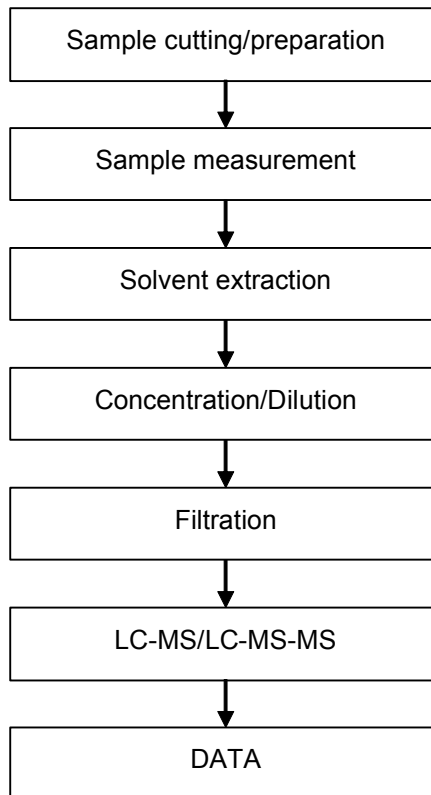 Sample cutting/preparation
Sample measurement
Solvent extraction
Concentration/Dilution
Filtration
LC-MS/LC-MS-MS
DATA